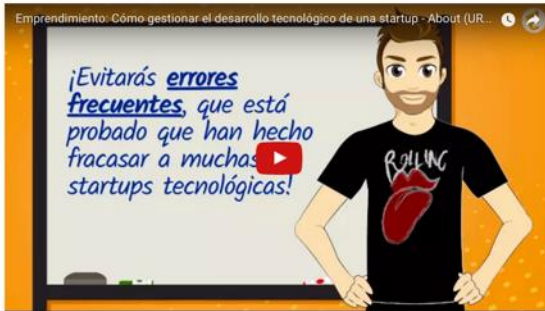 Emprendimiento: Cómo gestionar el desarrollo tecnológico de una startup - About (UR...
¡Evitarás errores
frecuentes, que está
probado que han hecho
fracasar a muchas
startups tecnológicas!
ROLLING